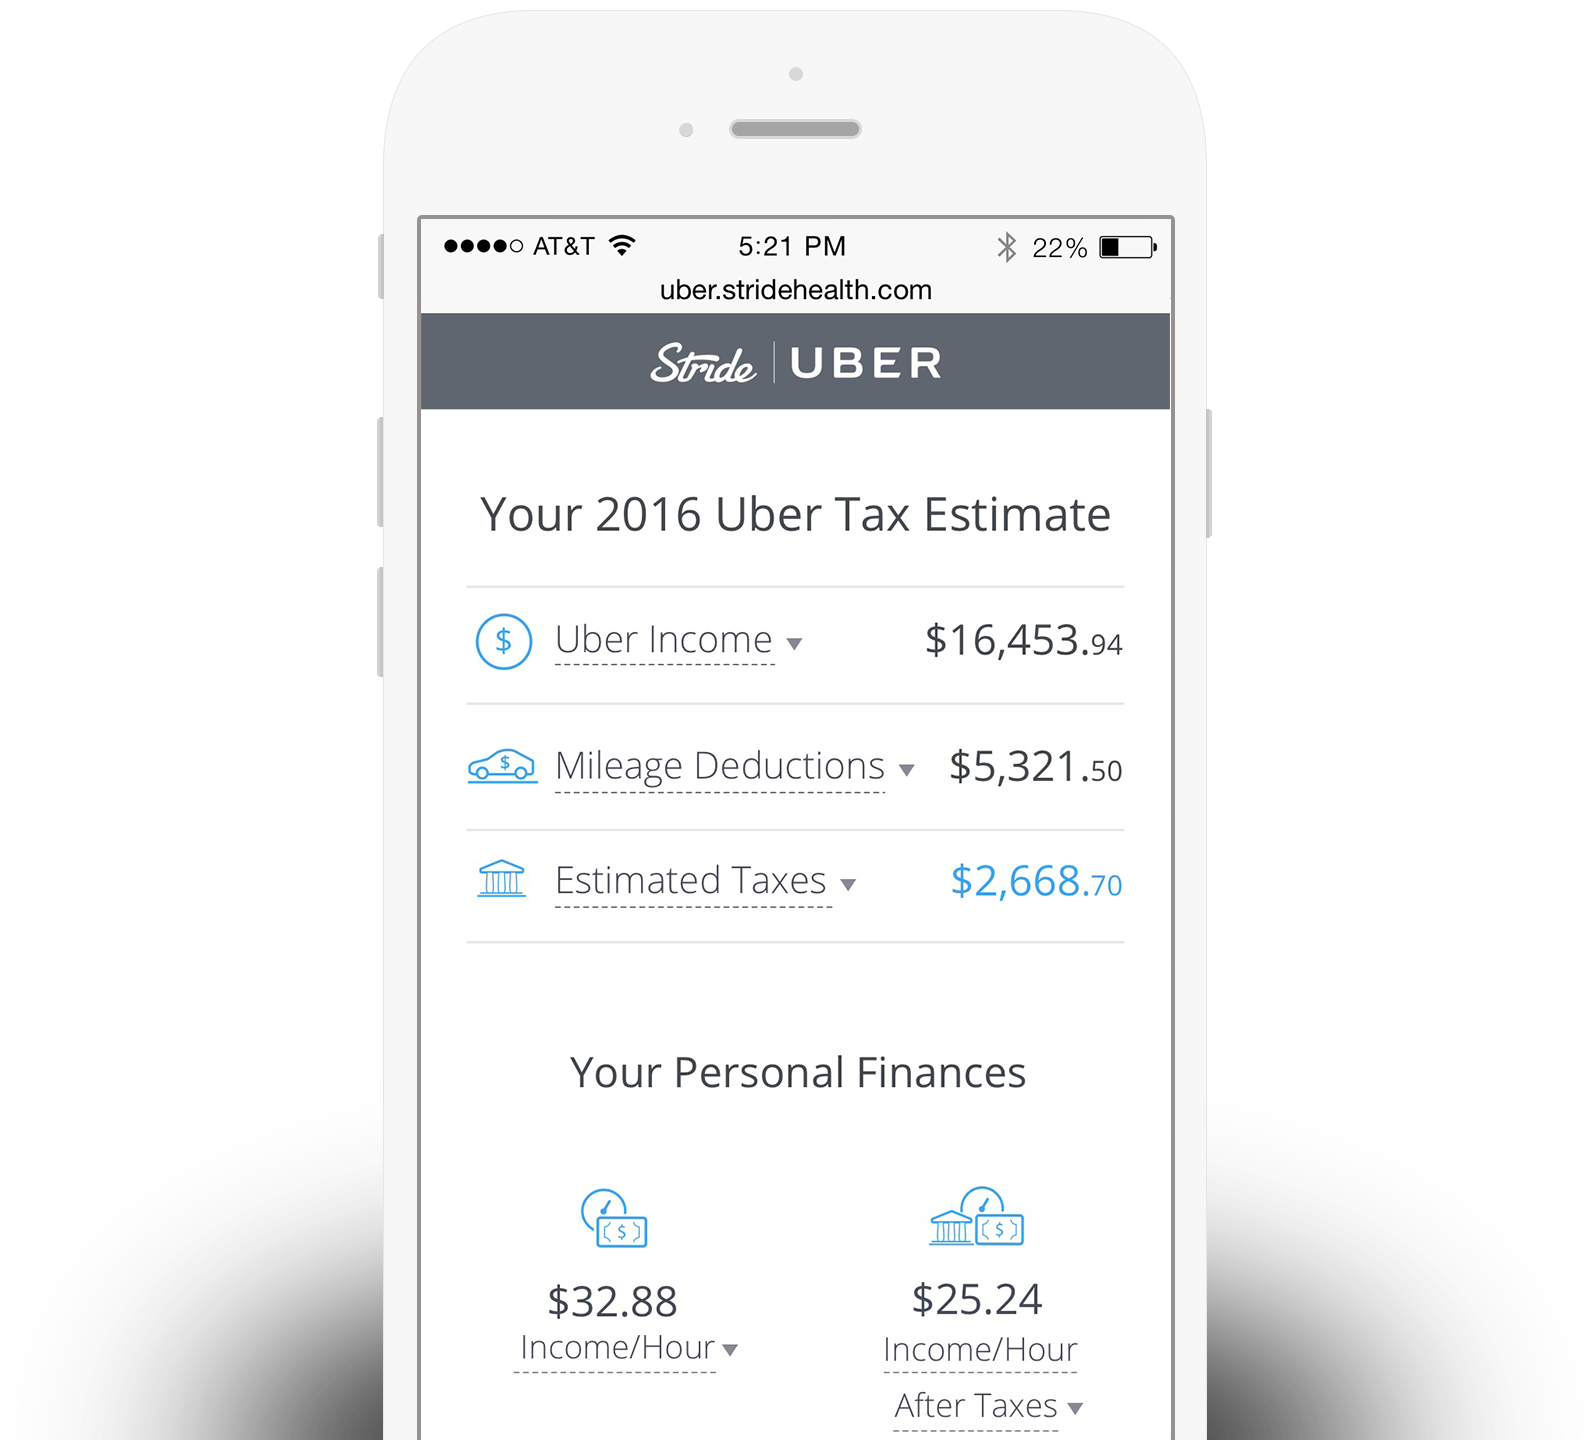 AT&T 5:21 PM 22%
uber.stridehealth.com
Stride | UBER
Your 2016 Uber Tax Estimate
$ Uber Income $16,453.94
$ Mileage Deductions $5,321.50
Estimated Taxes $2,668.70
Your Personal Finances
$ $
$32.88 $25.24
Income/Hour Income/Hour
After Taxes